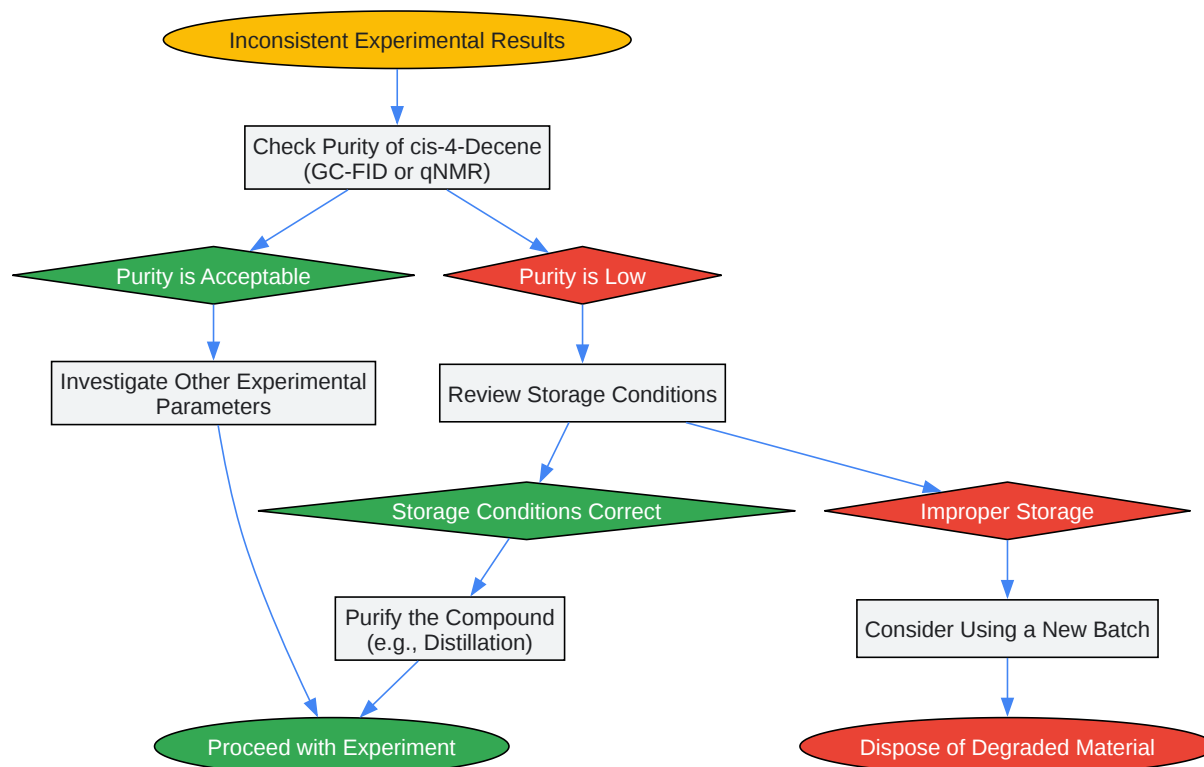 Inconsistent Experimental Results
Check Purity of cis-4-Decene
(GC-FID or qNMR)
Purity is Acceptable
Purity is Low
Investigate Other Experimental
Parameters
Review Storage Conditions
Storage Conditions Correct
Improper Storage
Purify the Compound
(e.g., Distillation)
Consider Using a New Batch
Proceed with Experiment
Dispose of Degraded Material